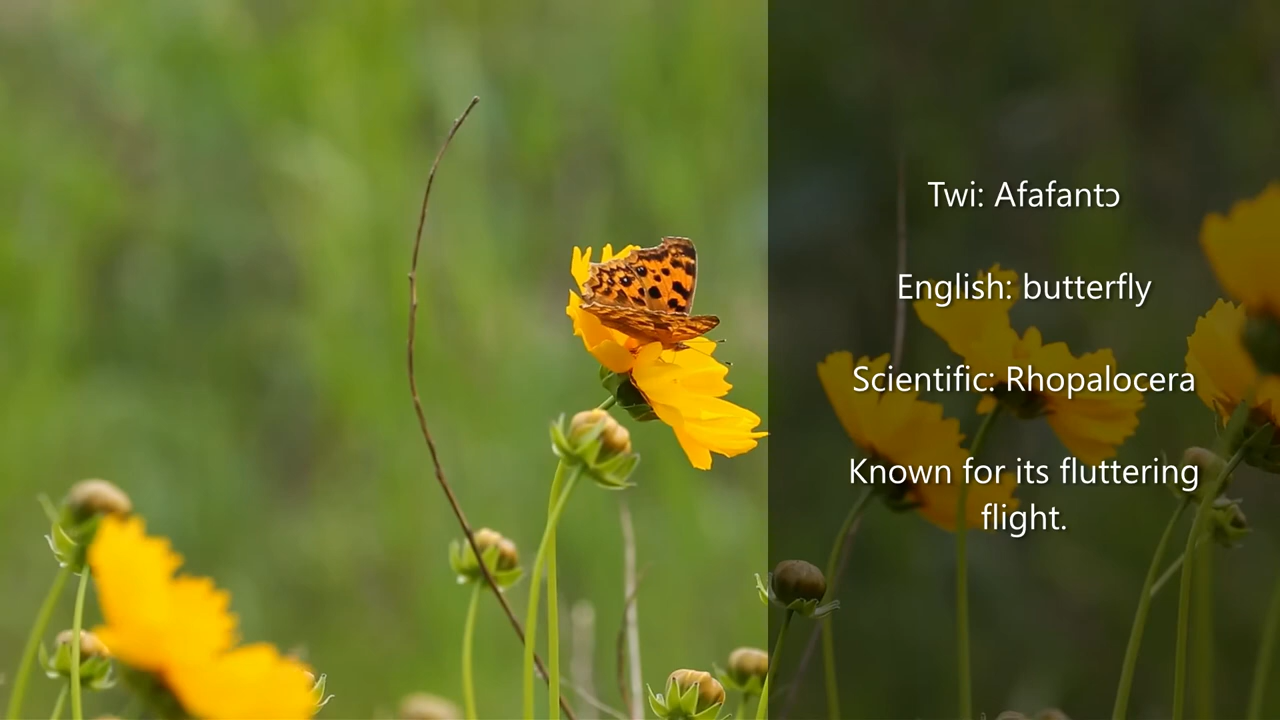 Twi: Afafantɔ
English: butterfly
Scientific: Rhopalocera
Known for its fluttering
flight.